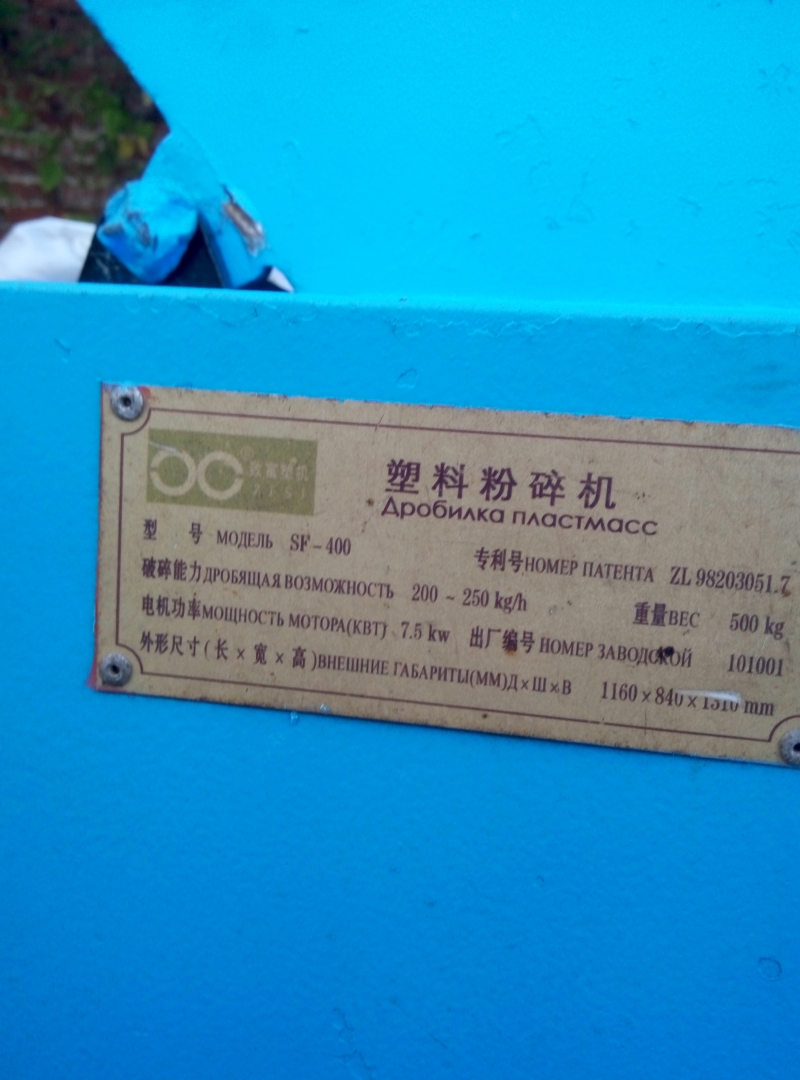 塑料粉碎机
Дробилка пластмасс
型 号 МОДЕЛЬ SF-400
专利号НОМЕР ПАТЕНТА ZL 98203051.7
破碎能力ДРОБЯЩАЯ ВОЗМОЖНОСТЬ 200 ~ 250 kg/h
重量ВЕС 500 kg
电机功率МОЩНОСТЬ МОТОРА(КВТ) 7.5 kw
出厂编号 НОМЕР ЗАВОДСКОЙ 101001
外形尺寸(长 × 宽 × 高)ВНЕШНИЕ ГАБАРИТЫ(ММ)Д×Ш×В 1160×840×1310 mm